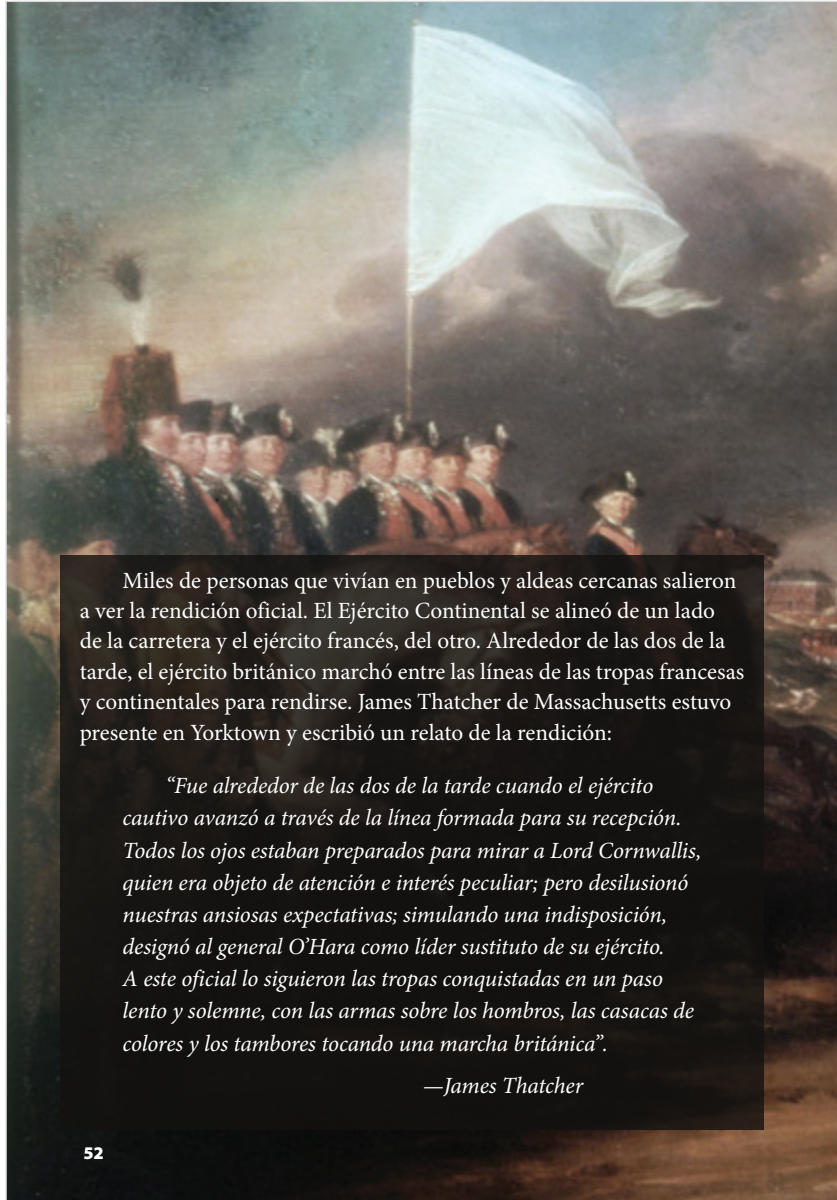 Miles de personas que vivían en pueblos y aldeas cercanas salieron
a ver la rendición oficial. El Ejército Continental se alineó de un lado
de la carretera y el ejército francés, del otro. Alrededor de las dos de la
tarde, el ejército británico marchó entre las líneas de las tropas francesas
y continentales para rendirse. James Thatcher de Massachusetts estuvo
presente en Yorktown y escribió un relato de la rendición:
“Fue alrededor de las dos de la tarde cuando el ejército
cautivo avanzó a través de la línea formada para su recepción.
Todos los ojos estaban preparados para mirar a Lord Cornwallis,
quien era objeto de atención e interés peculiar; pero desilusionó
nuestras ansiosas expectativas; simulando una indisposición,
designó al general O’Hara como líder sustituto de su ejército.
A este oficial lo siguieron las tropas conquistadas en un paso
lento y solemne, con las armas sobre los hombros, las casacas de
colores y los tambores tocando una marcha británica”.
—James Thatcher
52